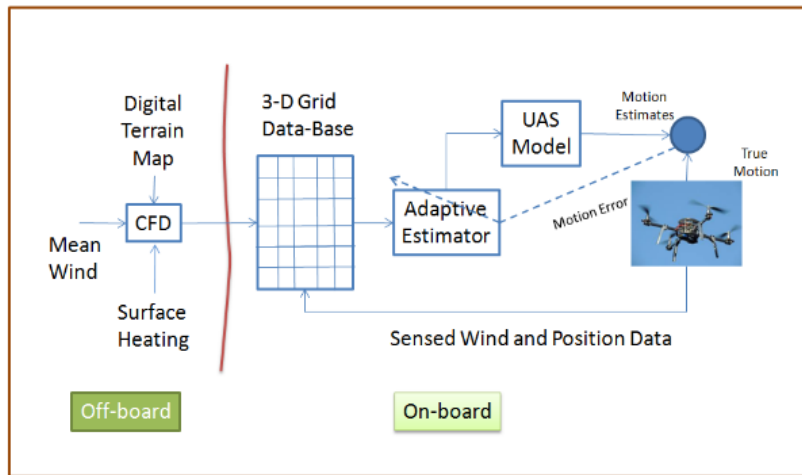 Digital
Terrain
Map
CFD
Mean
Wind
Surface
Heating
3-D Grid
Data-Base
Adaptive
Estimator
UAS
Model
Motion
Estimates
True
Motion
Motion Error
Sensed Wind and Position Data
Off-board
On-board